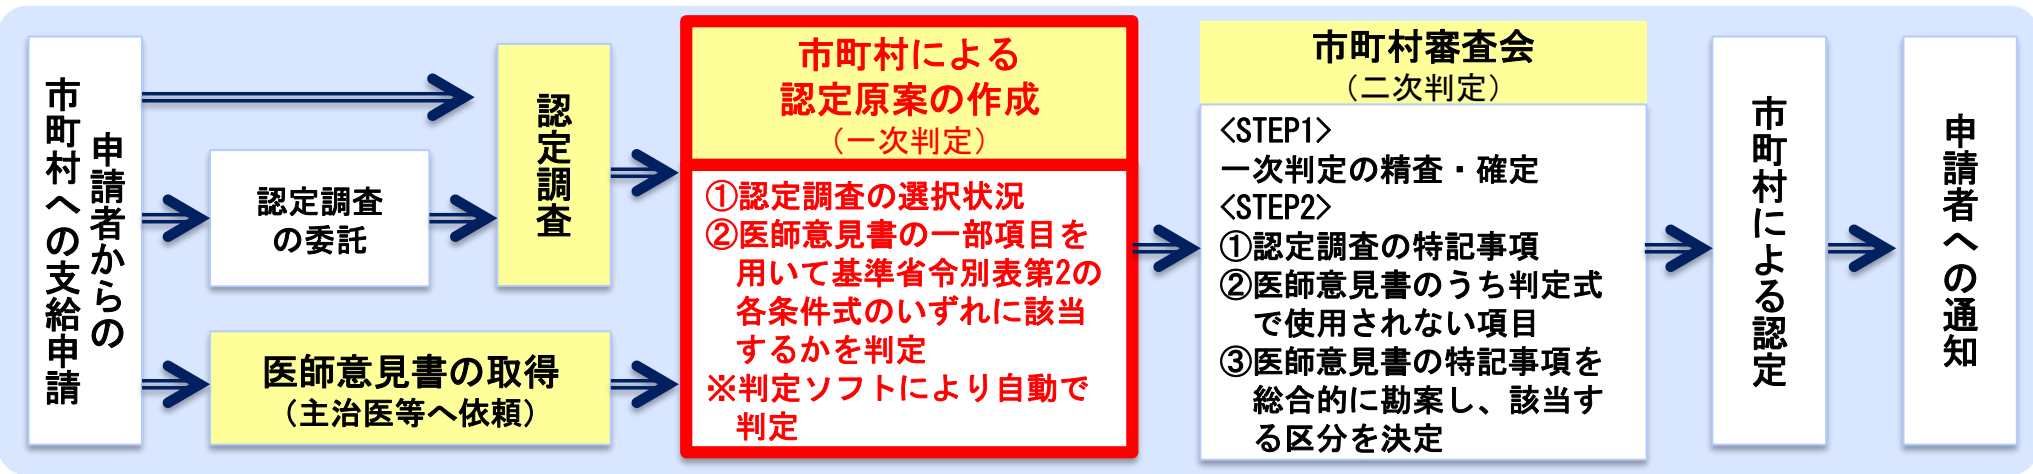 申請者からの
市町村への支給申請
認定調査
の委託
医師意見書の取得
(主治医等へ依頼)
認定調査
市町村による
認定原案の作成
(一次判定)
①認定調査の選択状況
②医師意見書の一部項目を
用いて基準省令別表第2の
各条件式のいずれに該当
するかを判定
※判定ソフトにより自動で
判定
市町村審査会
(二次判定)
<STEP1>
一次判定の精査・確定
<STEP2>
①認定調査の特記事項
②医師意見書のうち判定式
で使用されない項目
③医師意見書の特記事項を
総合的に勘案し、該当す
る区分を決定
市町村による認定
申請者への通知